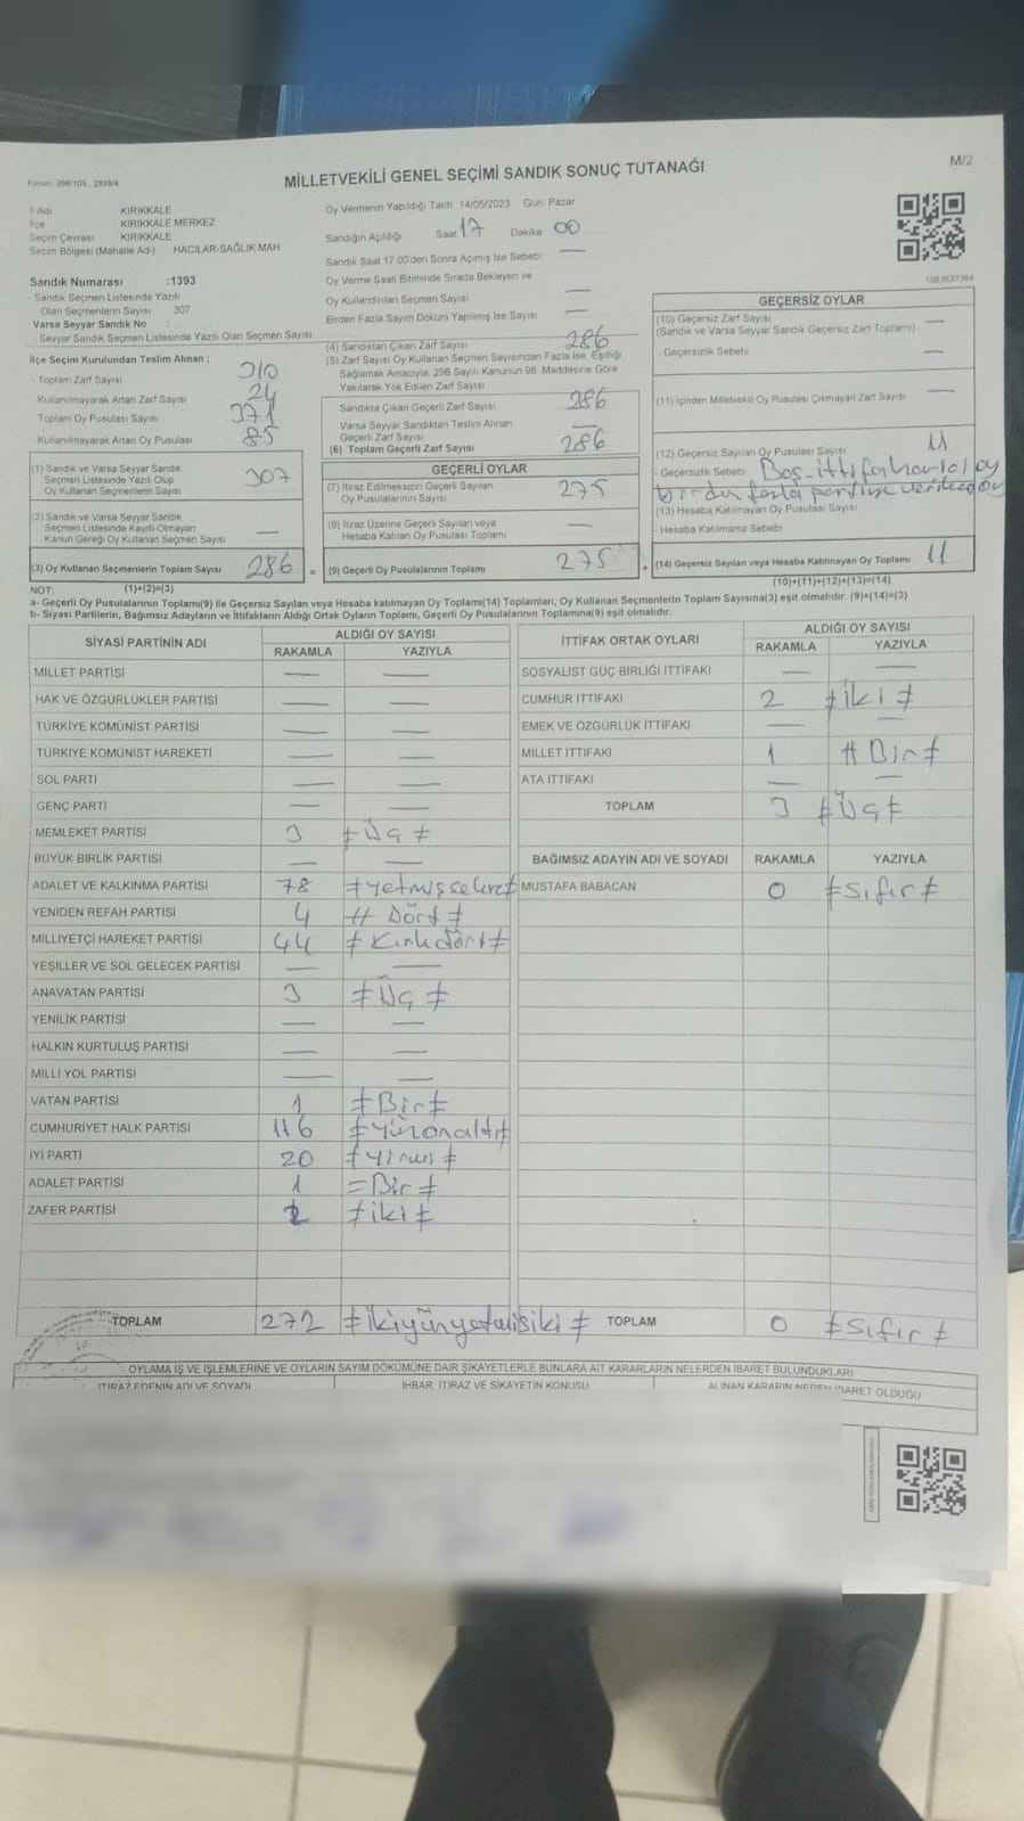 MİLLETVEKİLİ GENEL SEÇİMİ SANDIK SONUÇ TUTANAĞI
M/2
KIRIKKALE
İlçe KIRIKKALE MERKEZ
Seçim Çevresi KIRIKKALE
Seçim Bölgesi (Mahalle Adı) HACILAR-SAĞLIK MAH
Sandık Numarası :1393
Sandık Seçmen Listesinde Yazılı
Olan Seçmenlerin Sayısı 307
Varsa Seyyar Sandık No
Seyyar Sandık Seçmen Listesinde Yazılı Olan Seçmen Sayısı
İlçe Seçim Kurulundan Teslim Alınan :
Toplam Zarf Sayısı 310
Kullanılmayarak Artan Zarf Sayısı 24
Toplam Oy Pusulası Sayısı 371
Kullanılmayarak Artan Oy Pusulası 85
(1) Sandık ve Varsa Seyyar Sandık
Seçmen Listesinde Yazılı Olup
Oy Kullanan Seçmenlerin Sayısı 307
(2) Sandık ve Varsa Seyyar Sandık
Seçmen Listesinde Kayıtlı Olmayan
Kanun Gereği Oy Kullanan Seçmen Sayısı —
(3) Oy Kullanan Seçmenlerin Toplam Sayısı 286
(1)+(2)=(3)
Oy Vermenin Yapıldığı Tarih :14/05/2023 Gün: Pazar
Sandığın Açıldığı Saat 17 Dakika 00
Sandık Saat 17:00'den Sonra Açılmış İse Sebebi —
Oy Verme Saati Bitiminde Sırada Bekleyen ve
Oy Kullandırılan Seçmen Sayısı —
Birden Fazla Sayım Dökümü Yapılmış İse Sayısı —
(4) Sandıktan Çıkan Zarf Sayısı 286
(5) Zarf Sayısı Oy Kullanan Seçmen Sayısından Fazla İse, Eşitliği
Sağlamak Amacıyla, 298 Sayılı Kanunun 98. Maddesine Göre
Yakılarak Yok Edilen Zarf Sayısı
Sandıkta Çıkan Geçerli Zarf Sayısı 286
Varsa Seyyar Sandıktan Teslim Alınan
Geçerli Zarf Sayısı —
(6) Toplam Geçerli Zarf Sayısı 286
GEÇERLİ OYLAR
(7) İtiraz Edilmeksizin Geçerli Sayılan
Oy Pusulalarının Sayısı 275
(8) İtiraz Üzerine Geçerli Sayılan veya
Hesaba Katılan Oy Pusulası Toplamı —
(9) Geçerli Oy Pusulalarının Toplamı 275
GEÇERSİZ OYLAR
(10) Geçersiz Zarf Sayısı —
(Sandık ve Varsa Seyyar Sandık Geçersiz Zarf Toplamı)
Geçersizlik Sebebi —
(11) İçinden Milletvekili Oy Pusulası Çıkmayan Zarf Sayısı —
(12) Geçersiz Sayılan Oy Pusulası Sayısı 11
Geçersizlik Sebebi Boş
birden fazla partiye verilen oy
(13) Hesaba Katılmayan Oy Pusulası Sayısı
Hesaba Katılmama Sebebi
(14) Geçersiz Sayılan veya Hesaba Katılmayan Oy Toplamı 11
(10)+(11)+(12)+(13)=(14)
NOT:
a- Geçerli Oy Pusulalarının Toplamı(9) ile Geçersiz Sayılan veya Hesaba katılmayan Oy Toplamı(14) Toplamları, Oy Kullanan Seçmenlerin Toplam Sayısına(3) eşit olmalıdır. (9)+(14)=(3)
b- Siyasi Partilerin, Bağımsız Adayların ve İttifakların Aldığı Ortak Oyların Toplamı, Geçerli Oy Pusulalarının Toplamına(9) eşit olmalıdır.
SİYASİ PARTİNİN ADI ALDIĞI OY SAYISI
RAKAMLA YAZIYLA
MİLLET PARTİSİ — —
HAK VE ÖZGÜRLÜKLER PARTİSİ — —
TÜRKİYE KOMÜNİST PARTİSİ — —
TÜRKİYE KOMÜNİST HAREKETİ — —
SOL PARTİ — —
GENÇ PARTİ — —
MEMLEKET PARTİSİ 3 ≠Üç≠
BÜYÜK BİRLİK PARTİSİ — —
ADALET VE KALKINMA PARTİSİ 78 ≠yetmişsekiz≠
YENİDEN REFAH PARTİSİ 4 # Dört ≠
MİLLİYETÇİ HAREKET PARTİSİ 44 ≠ Kırkdört≠
YEŞİLLER VE SOL GELECEK PARTİSİ — —
ANAVATAN PARTİSİ 3 ≠Üç≠
YENİLİK PARTİSİ — —
HALKIN KURTULUŞ PARTİSİ — —
MİLLİ YOL PARTİSİ — —
VATAN PARTİSİ 1 ≠Bir≠
CUMHURİYET HALK PARTİSİ 116 ≠yüzonaltı≠
İYİ PARTİ 20 ≠yirmi≠
ADALET PARTİSİ 1 =Bir≠
ZAFER PARTİSİ 2 ≠iki≠
TOPLAM 272 ≠ikiyüzyetmişiki≠
İTTİFAK ORTAK OYLARI ALDIĞI OY SAYISI
RAKAMLA YAZIYLA
SOSYALİST GÜÇ BİRLİĞİ İTTİFAKI — —
CUMHUR İTTİFAKI 2 ≠iki≠
EMEK VE ÖZGÜRLÜK İTTİFAKI — —
MİLLET İTTİFAKI 1 #Bir≠
ATA İTTİFAKI — —
TOPLAM 3 ≠Üç≠
BAĞIMSIZ ADAYIN ADI VE SOYADI RAKAMLA YAZIYLA
MUSTAFA BABACAN 0 ≠sıfır≠
TOPLAM 0 ≠sıfır≠
OYLAMA İŞ VE İŞLEMLERİNE VE OYLARIN SAYIM DÖKÜMÜNE DAİR ŞİKAYETLERLE BUNLARA AİT KARARLARIN NELERDEN İBARET BULUNDUKLARI
İTİRAZ EDENİN ADI VE SOYADI İHBAR, İTİRAZ VE ŞİKAYETİN KONUSU ALINAN KARARIN NEDEN İBARET OLDUĞU